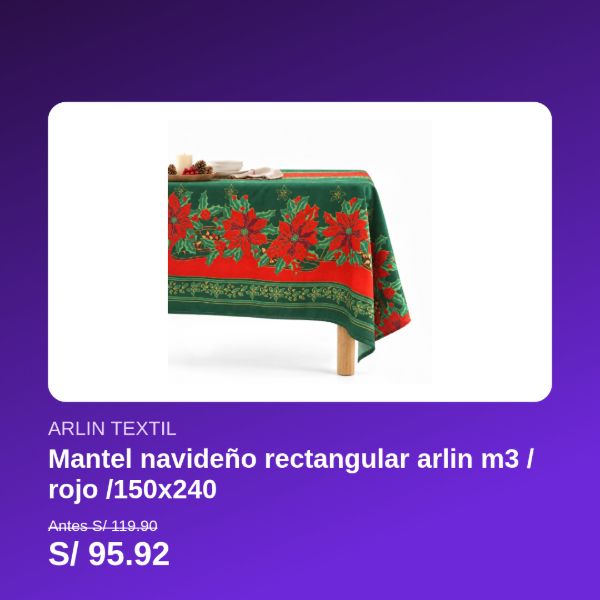 ARLIN TEXTIL
Mantel navideño rectangular arlin m3 /
rojo /150x240
Antes S/ 119.90
S/ 95.92